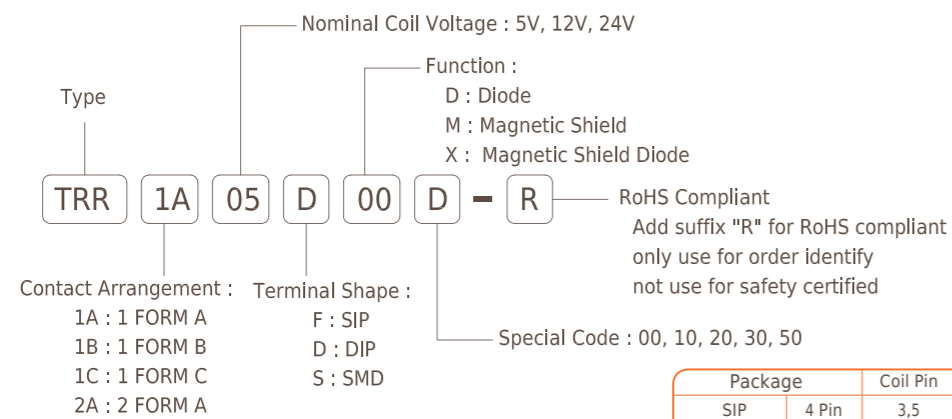 Nominal Coil Voltage : 5V, 12V, 24V
Function :
D : Diode
M : Magnetic Shield
X : Magnetic Shield Diode
Type
TRR 1A 05 D 00 D - R
RoHS Compliant
Add suffix "R" for RoHS compliant
only use for order identify
not use for safety certified
Contact Arrangement :
1A : 1 FORM A
1B : 1 FORM B
1C : 1 FORM C
2A : 2 FORM A
Terminal Shape :
F : SIP
D : DIP
S : SMD
Special Code : 00, 10, 20, 30, 50
Package Coil Pin
SIP 4 Pin 3,5